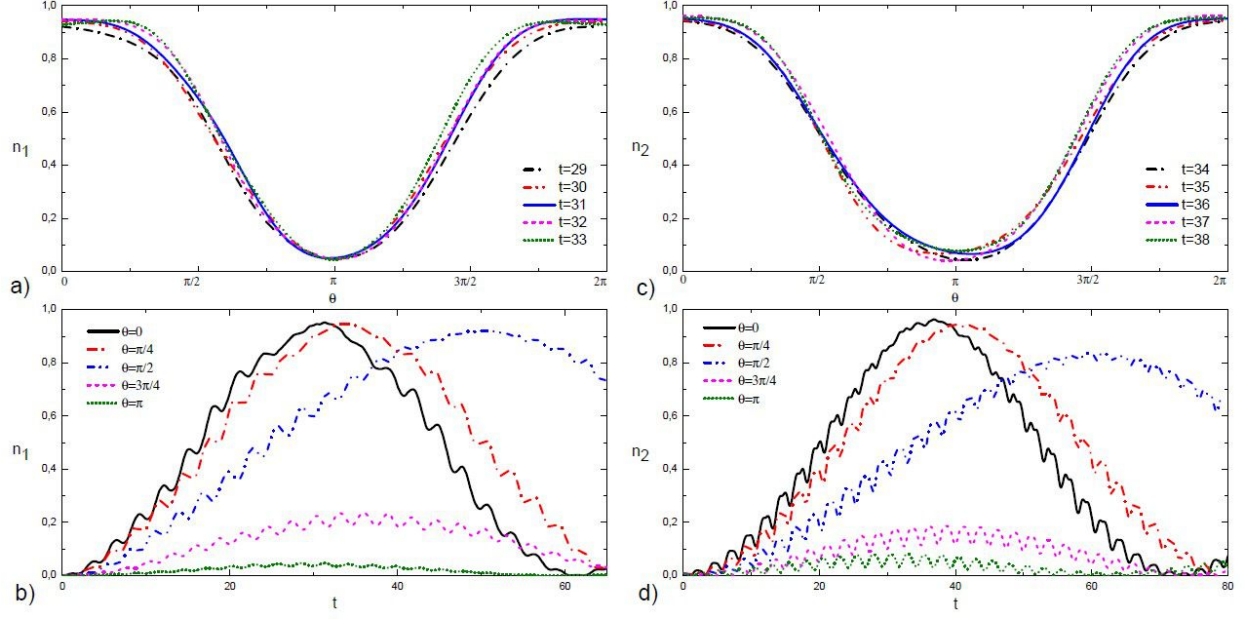 1,0
0,8
0,6
n₁
0,4
0,2
0,0
t=29
t=30
t=31
t=32
t=33
a)
0 π/2 π 3π/2 2π
θ
1,0
0,8
0,6
n₂
0,4
0,2
0,0
t=34
t=35
t=36
t=37
t=38
c)
0 π/2 π 3π/2 2π
θ
1,0
0,8
0,6
n₁
0,4
0,2
0,0
θ=0
θ=π/4
θ=π/2
θ=3π/4
θ=π
b)
0 20 40 60
t
1,0
0,8
0,6
n₂
0,4
0,2
0,0
θ=0
θ=π/4
θ=π/2
θ=3π/4
θ=π
d)
0 20 40 60 80
t